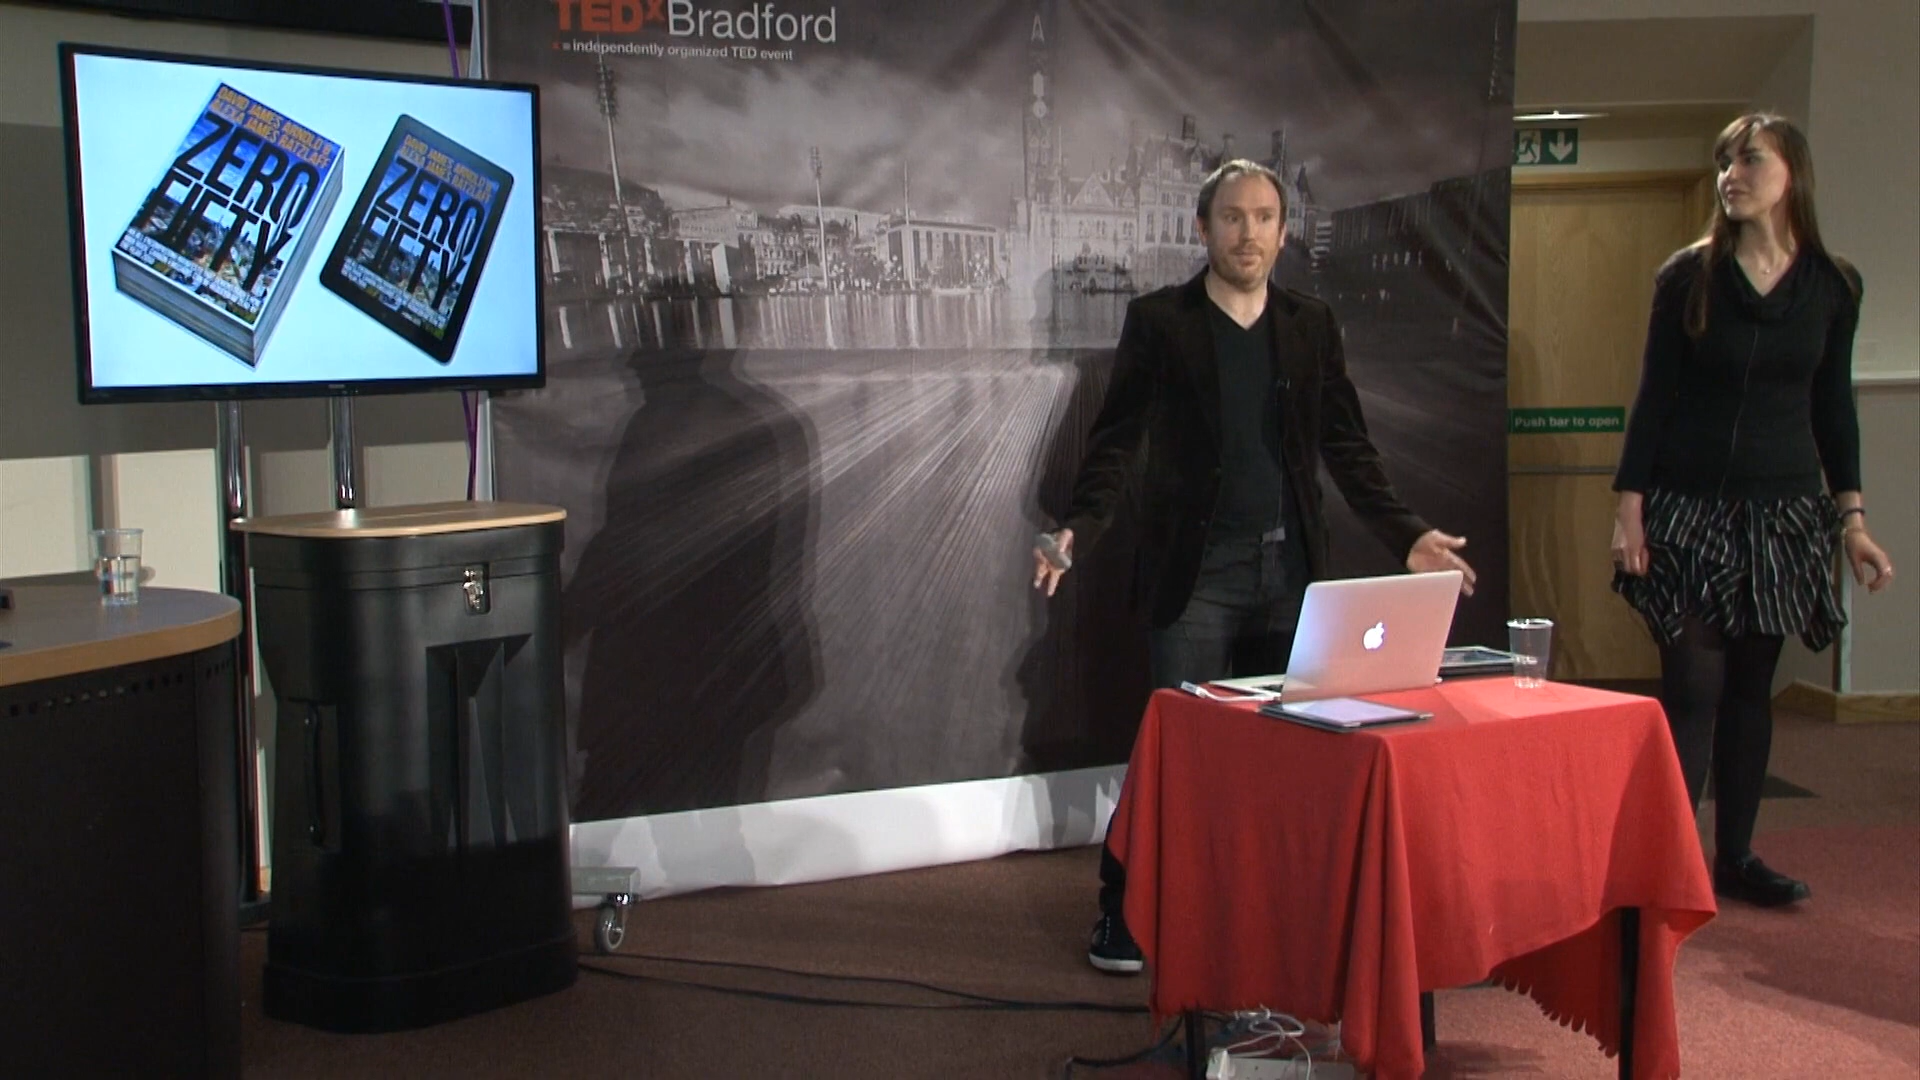 TEDxBradford
x = independently organized TED event
DAVID JAMES ARNOLD &
ALEXA JAMES RATZLAFF
ZERO
FIFTY
DAVID JAMES ARNOLD &
ALEXA JAMES RATZLAFF
ZERO
FIFTY
Push bar to open